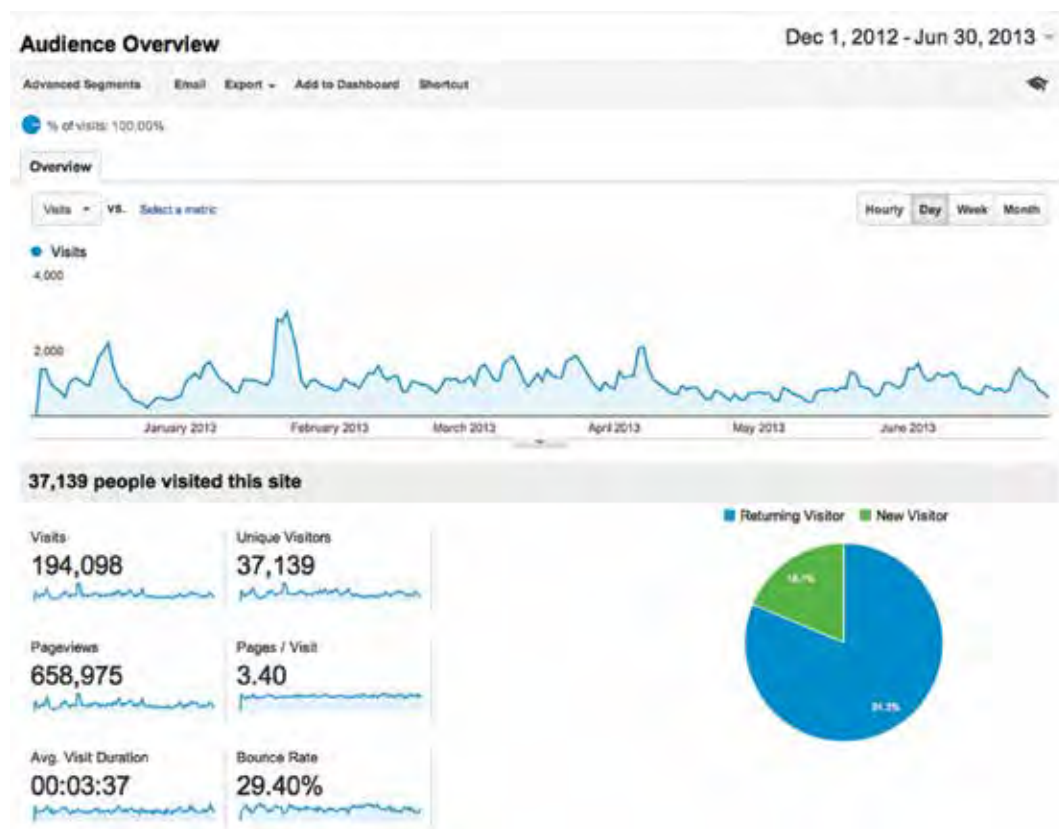 Audience Overview
Dec 1, 2012 - Jun 30, 2013
Advanced Segments Email Export Add to Dashboard Shortcut
% of visits: 100.00%
Overview
Visits VS. Select a metric
Hourly Day Week Month
Visits
4,000
2,000
January 2013 February 2013 March 2013 April 2013 May 2013 June 2013
37,139 people visited this site
Returning Visitor New Visitor
Visits Unique Visitors
194,098 37,139
Pageviews Pages / Visit
658,975 3.40
Avg. Visit Duration Bounce Rate
00:03:37 29.40%